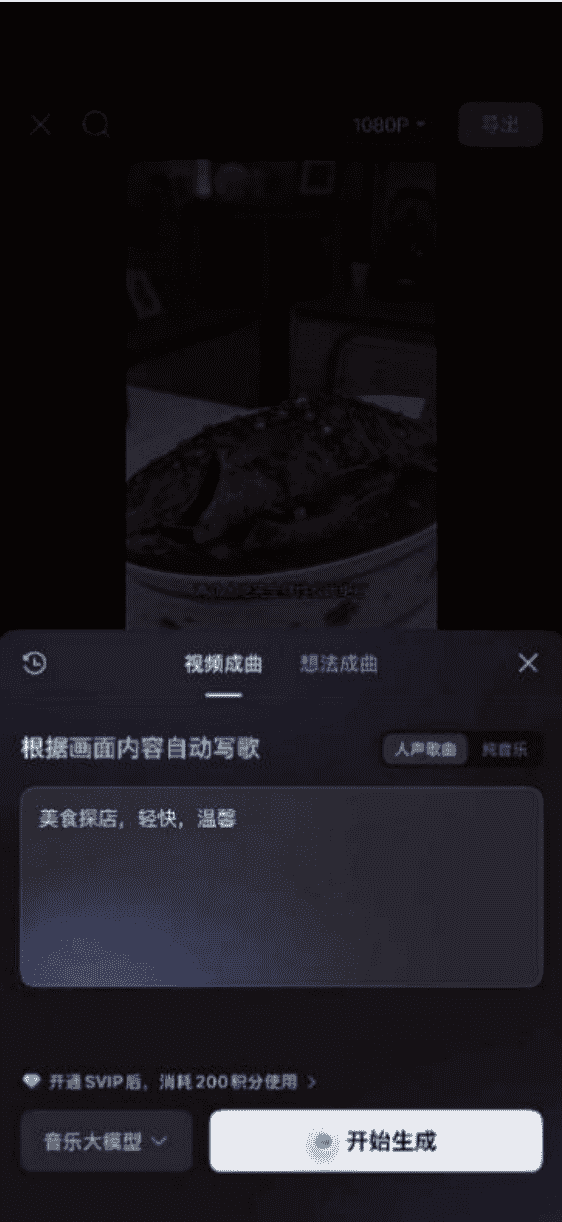 1080P
导出
视频成曲 想法成曲
根据画面内容自动写歌
人声歌曲 纯音乐
美食探店，轻快，温馨
开通SVIP后，消耗200积分使用
音乐大模型
开始生成